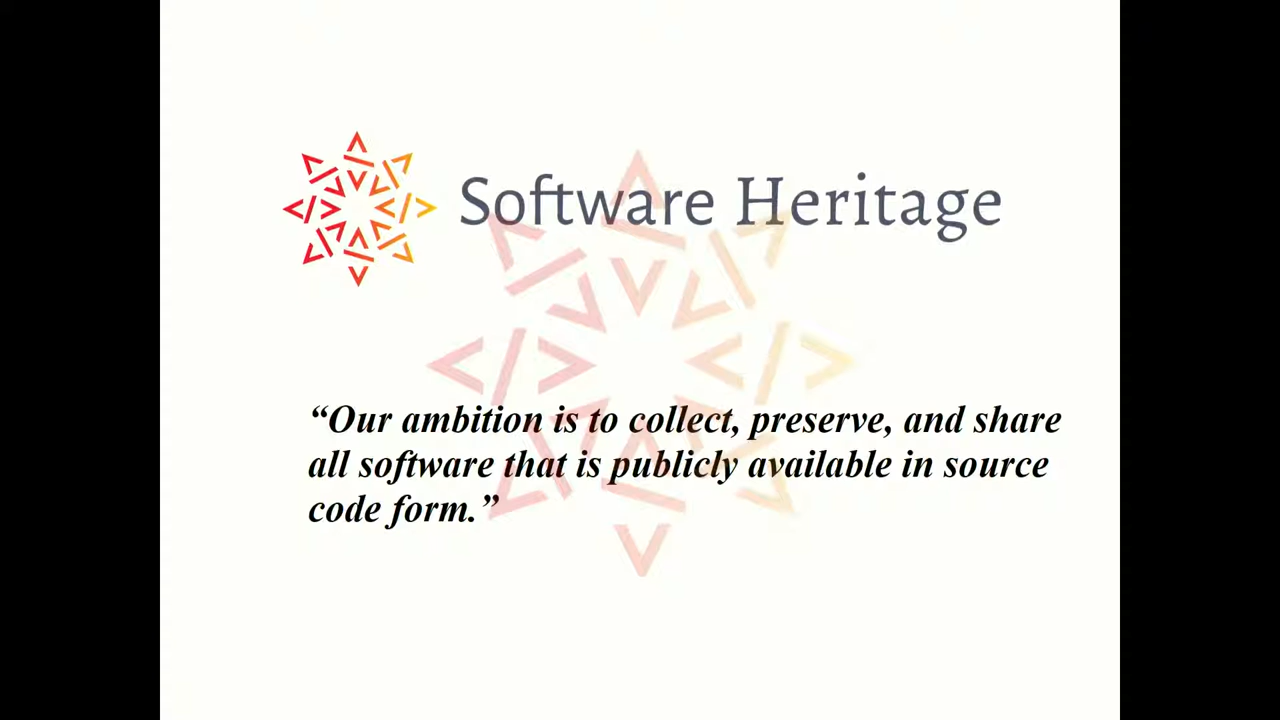 Software Heritage
“Our ambition is to collect, preserve, and share
all software that is publicly available in source
code form.”